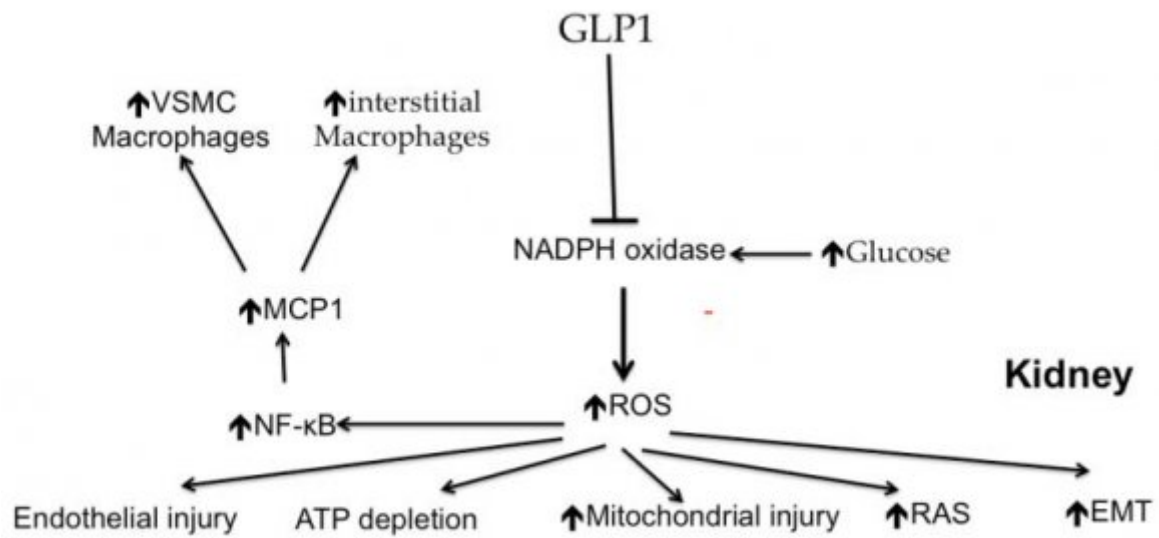 GLP1
↑VSMC
Macrophages
↑interstitial
Macrophages
NADPH oxidase
↑Glucose
↑MCP1
Kidney
↑ROS
↑NF-κB
Endothelial injury
ATP depletion
↑Mitochondrial injury
↑RAS
↑EMT